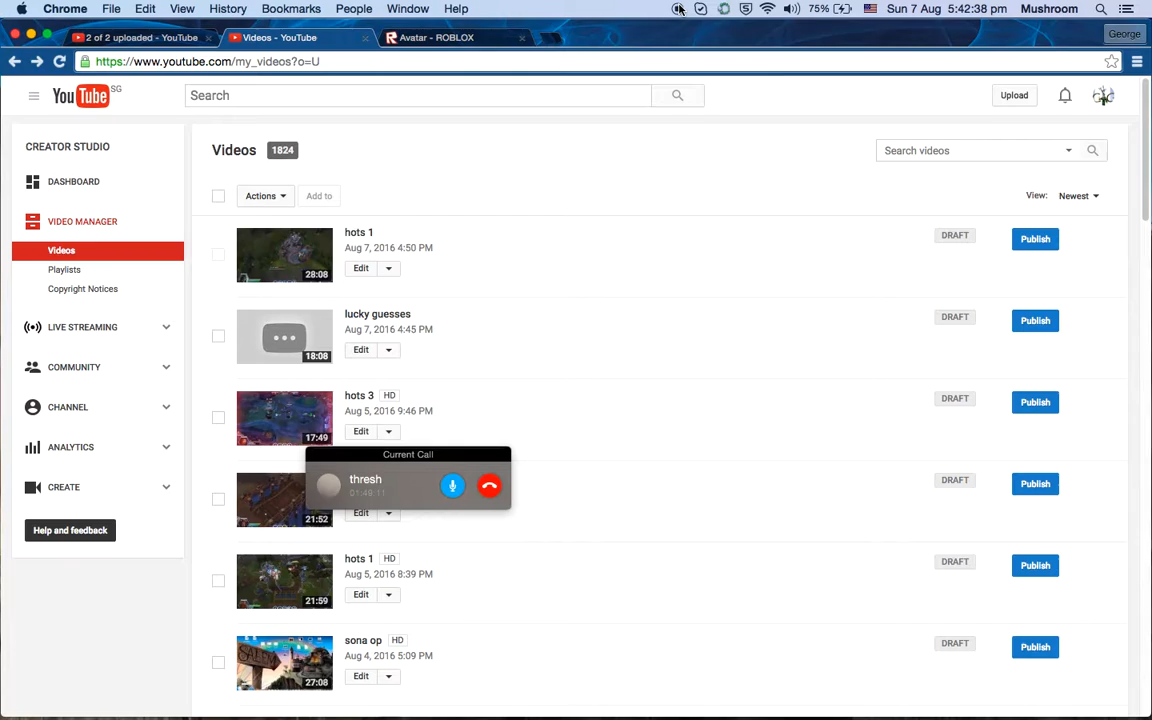 Chrome File Edit View History Bookmarks People Window Help 75% Sun 7 Aug 5:42:38 pm Mushroom
2 of 2 uploaded - YouTube Videos - YouTube Avatar - ROBLOX George
https://www.youtube.com/my_videos?o=U
YouTube SG Search Upload
CREATOR STUDIO
DASHBOARD
VIDEO MANAGER
Videos
Playlists
Copyright Notices
LIVE STREAMING
COMMUNITY
CHANNEL
ANALYTICS
CREATE
Help and feedback
Videos 1824 Search videos
Actions Add to View: Newest
hots 1 DRAFT Publish
Aug 7, 2016 4:50 PM
28:08 Edit
lucky guesses DRAFT Publish
Aug 7, 2016 4:45 PM
18:08 Edit
hots 3 HD DRAFT Publish
Aug 5, 2016 9:46 PM
17:49 Edit
Current Call
thresh DRAFT Publish
01:49:11
21:52 Edit
hots 1 HD DRAFT Publish
Aug 5, 2016 8:39 PM
21:59 Edit
sona op HD DRAFT Publish
Aug 4, 2016 5:09 PM
27:08 Edit